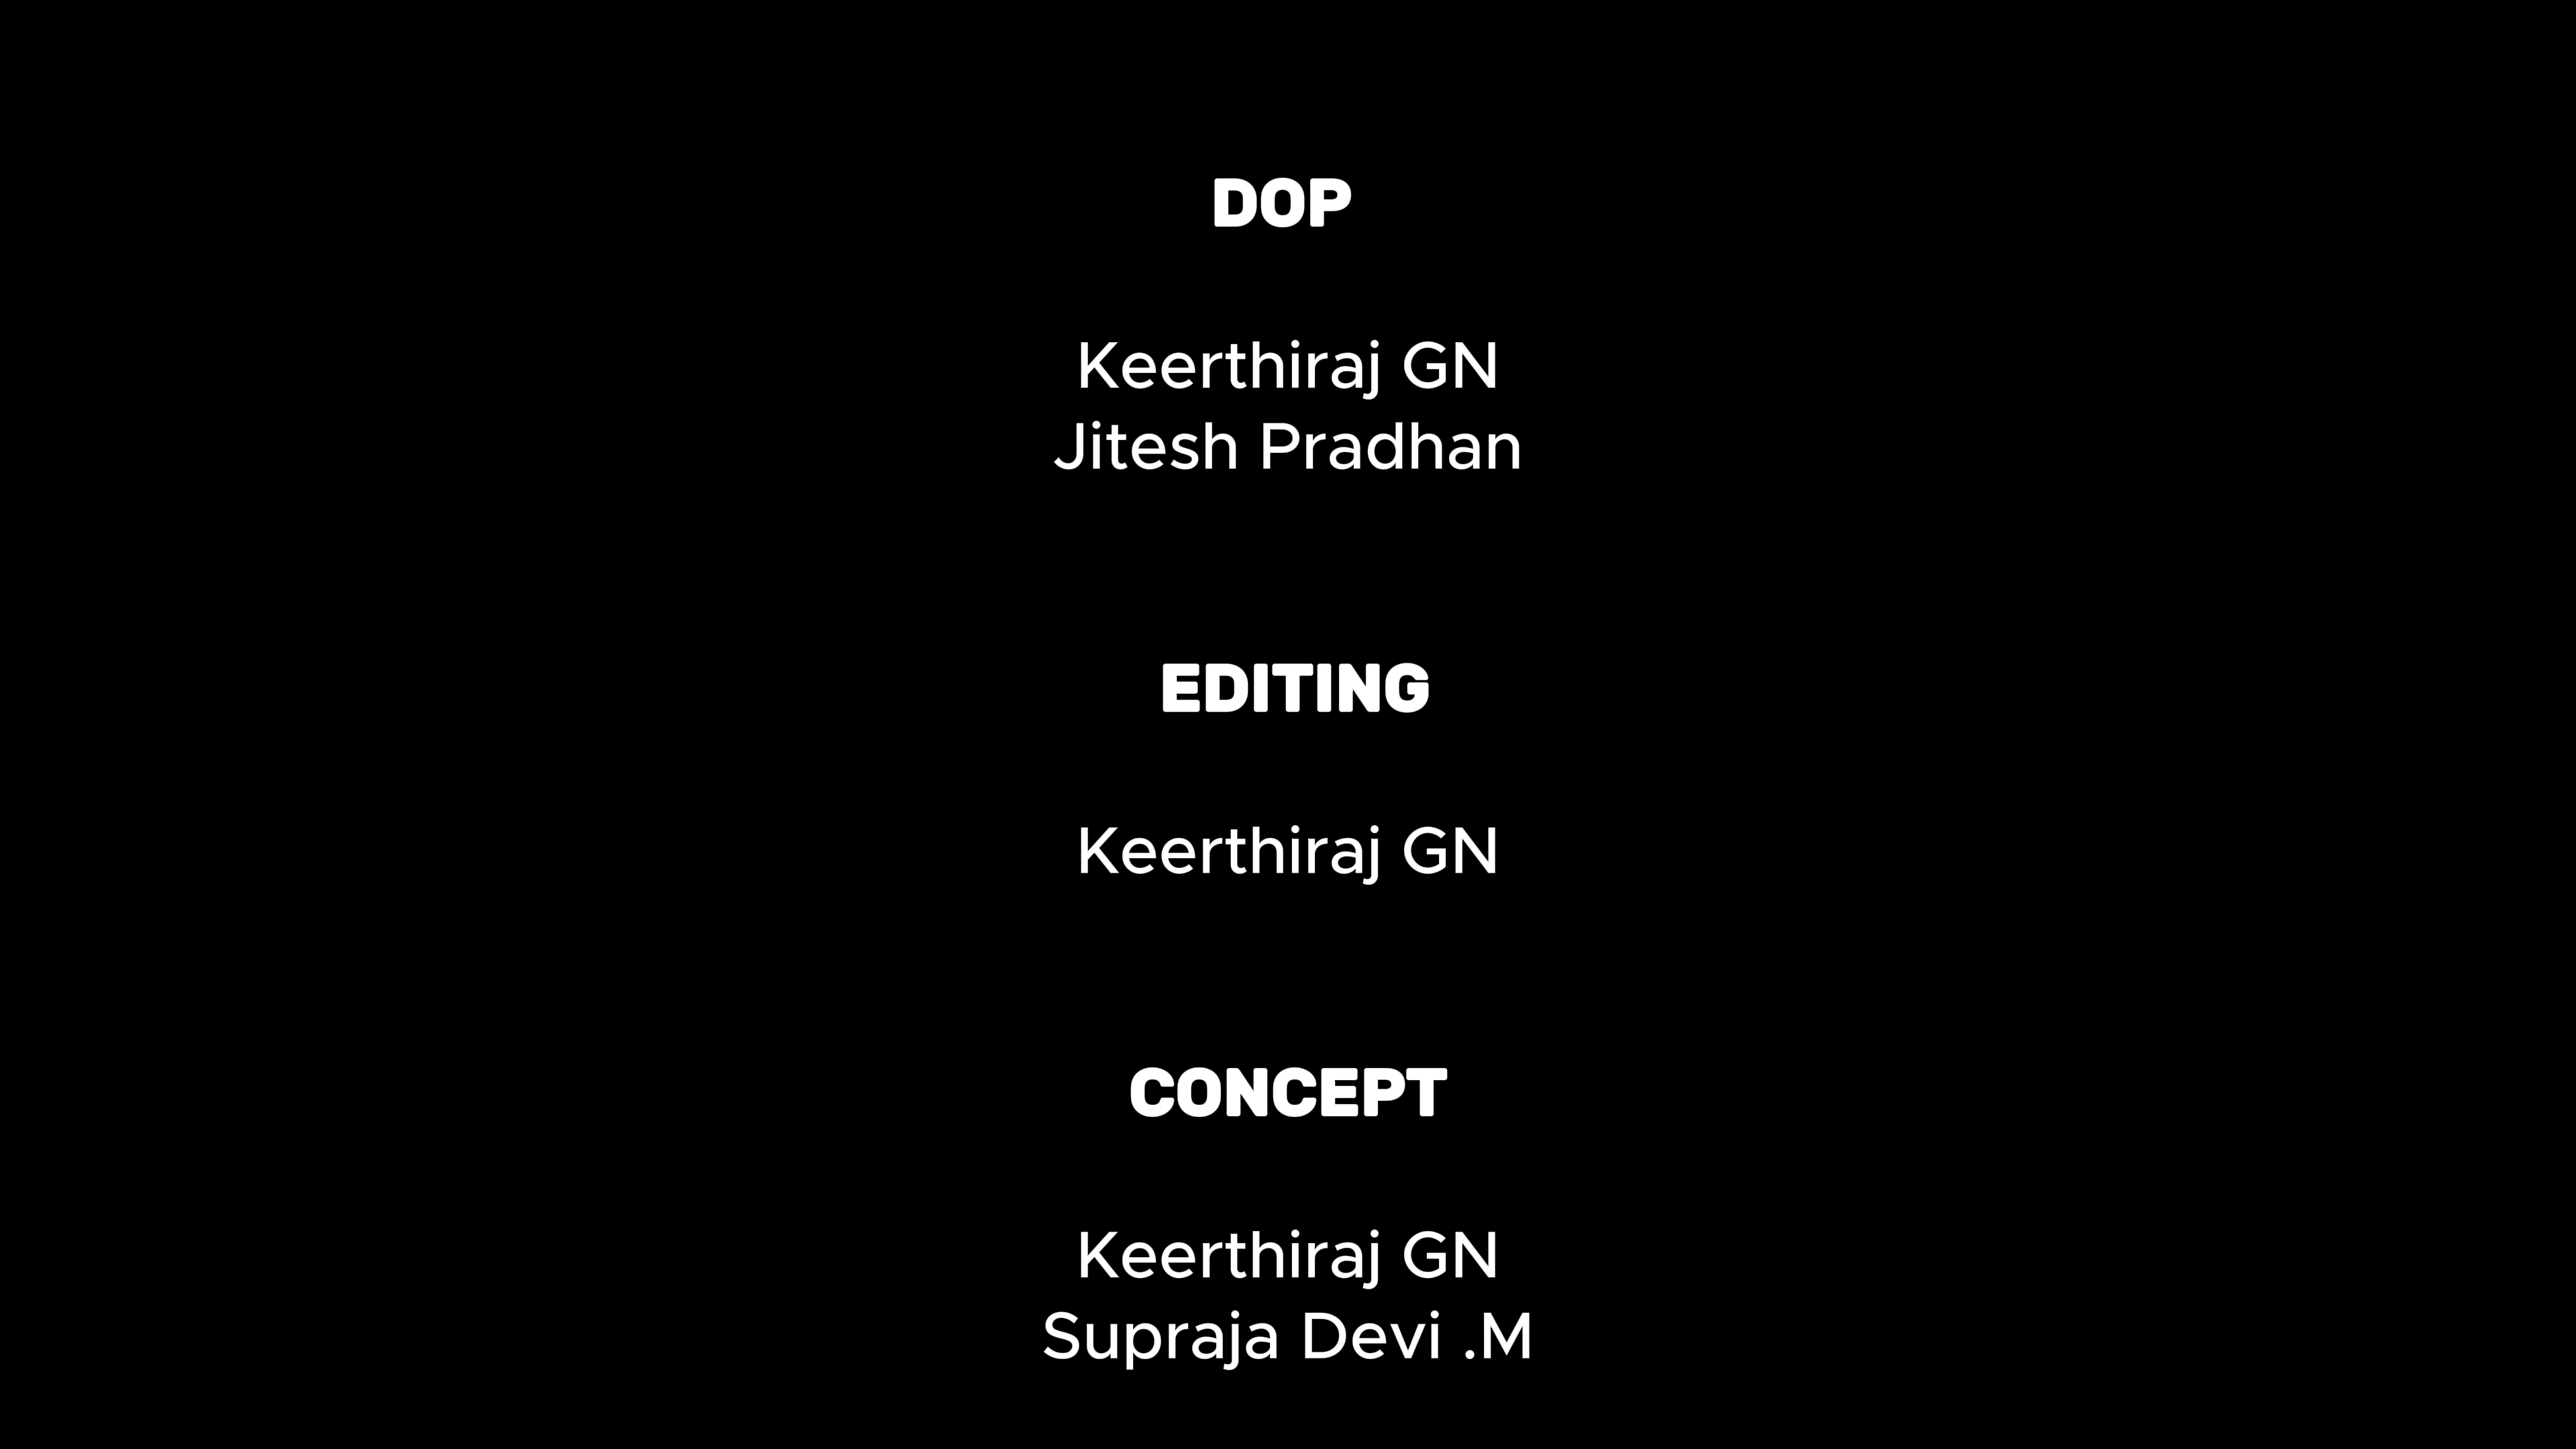 DOP
Keerthiraj GN
Jitesh Pradhan
EDITING
Keerthiraj GN
CONCEPT
Keerthiraj GN
Supraja Devi .M